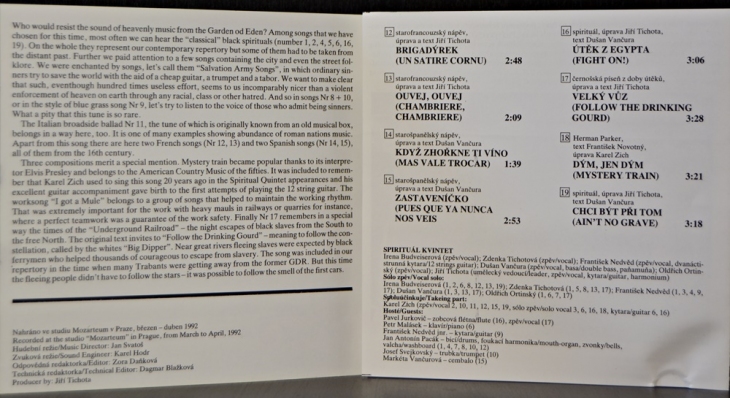 Who would resist the sound of heavenly music from the Garden od Eden? Among songs that we have
chosen for this time, most often we can hear the "classical" black spirituals (number 1, 2, 4, 5, 6, 16,
19). On the whole they represent our contemporary repertory but some of them had to be taken from
the distant past. Further we paid attention to a few songs containing the city and even the street fol-
klore. We were enchanted by songs, let's call them "Salvation Army Songs", in which ordinary sin-
ners try to save the world with the aid of a cheap guitar, a trumpet and a tabor. We want to make clear
that such, eventhough hundred times useless effort, seems to us incomparably nicer than a violent
enforcement of heaven on earth through any racial, class or other hatred. And so in songs Nr 8 + 10,
or in the style of blue grass song Nr 9, let's try to listen to the voice of those who admit being sinners.
What a pity that this tune is so rare.
The Italian broadside ballad Nr 11, the tune of which is originally known from an old musical box,
belongs in a way here, too. It is one of many examples showing abundance of roman nations music.
Apart from this song there are here two French songs (Nr 12, 13) and two Spanish songs (Nr 14, 15),
all of them from the 16th century.
Three compositions merit a special mention. Mystery train became popular thanks to its interpre-
tor Elvis Presley and belongs to the American Country Music of the fifties. It was included to remem-
ber that Karel Zich used to sing this song 20 years ago in the Spiritual Quintet appearances and his
excellent guitar accompaniment gave birth to the first attempts of playing the 12 string guitar. The
worksong "I got a Mule" belongs to a group of songs that helped to maintain the working rhythm.
That was extremely important for the work with heavy mauls in railways or quarries for instance,
where a perfect teamwork was a guarantee of the work safety. Finally Nr 17 remembers in a special
way the times of the "Underground Railroad" – the night escapes of black slaves from the South to
the free North. The original text invites to "Follow the Drinking Gourd" – meaning to follow the con-
stellation, called by the whites "Big Dipper". Near great rivers fleeing slaves were expected by black
ferrymen who helped thousands of courageous to escape from slavery. The song was included in our
repertory in the time when many Trabants were getting away from the former GDR. But this time
the fleeing people didn't have to follow the stars – it was possible to follow the smell of the first cars.
Nahráno ve studiu Mozarteum v Praze, březen - duben 1992
Recorded at the studio "Mozarteum" in Prague, from March to April, 1992
Hudební režie/Music Director: Jan Svatoš
Zvuková režie/Sound Engineer: Karel Hodr
Odpovědná redaktorka/Editor: Zora Daňková
Technická redaktorka/Technical Editor: Dagmar Blažková
Producer by: Jiří Tichota
12 starofrancouzský nápěv,
úprava a text Jiří Tichota
BRIGADÝREK
(UN SATIRE CORNU) 2:48
13 starofrancouzský nápěv,
úprava a text Jiří Tichota
OUVEJ, OUVEJ
(CHAMBRIERE,
CHAMBRIERE) 2:09
14 starošpanělský nápěv,
úprava a text Dušan Vančura
KDYŽ ZHOŘKNE TI VÍNO
(MAS VALE TROCAR) 1:39
15 starošpanělský nápěv,
úprava a text Dušan Vančura
ZASTAVENÍČKO
(PUES QUE YA NUNCA
NOS VEIS 2:53
16 spirituál, úprava Jiří Tichota,
text Dušan Vančura
ÚTĚK Z EGYPTA
(FIGHT ON!) 3:06
17 černošská píseň z doby útěků,
úprava a text Jiří Tichota
VELKÝ VŮZ
(FOLLOW THE DRINKING
GOURD) 3:28
18 Herman Parker,
text František Novotný,
úprava Karel Zich
DÝM, JEN DÝM
(MYSTERY TRAIN) 3:21
19 spirituál, úprava Jiří Tichota,
text Dušan Vančura
CHCI BÝT PŘI TOM
(AIN'T NO GRAVE) 3:18
SPIRITUÁL KVINTET
Irena Budweiserová (zpěv/vocal); Zdenka Tichotová (zpěv/vocal); František Nedvěd (zpěv/vocal, dvanácti-
strunná kytara/12 strings guitar); Dušan Vančura (zpěv/vocal, basa/double bass, puňamuňa); Oldřich Ortin-
ský (zpěv/vocal); Jiří Tichota (umělecký vedoucí/leader, zpěv/vocal, kytara/guitar, harmonium)
Sólo zpěv/Vocal solo:
Irena Budweiserová (1, 2, 6, 8, 12, 13, 19); Zdenka Tichotová (1, 5, 8, 13, 17); František Nedvěd (1, 3, 4, 9,
17); Dušan Vančura (1, 3, 13, 17); Oldřich Ortinský (1, 6, 7, 17)
Spoluúčinkuje/Takeing part:
Karel Zich (zpěv/vocal 2, 10, 11, 12, 15, 19, sólo zpěv/solo vocal 3, 6, 16, 18, kytara/guitar 6, 16)
Hosté/Guests:
Pavel Jurkovič – zobcová flétna/flute (16), zpěv/vocal (17)
Petr Malásek – klavír/piano (6)
František Nedvěd jnr. – kytara/guitar (9)
Jan Antonín Pacák – bicí/drums, foukací harmonika/mouth-organ, zvonky/bells,
valcha/washboard (1, 4, 7, 8, 10, 12)
Josef Svejkovský – trubka/trumpet (10)
Markéta Vančurová – cembalo (15)